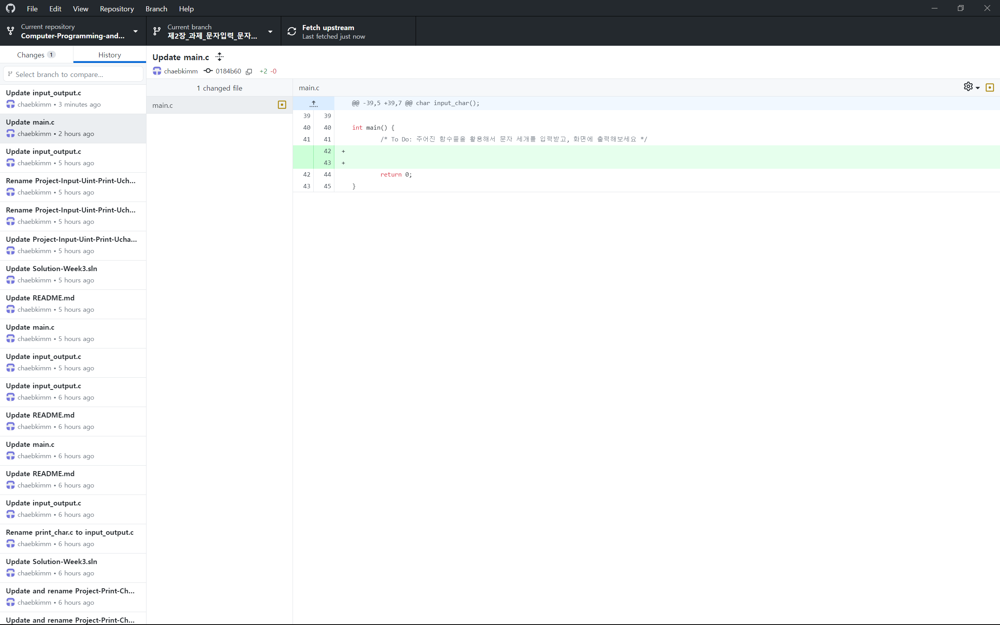 File Edit View Repository Branch Help
Current repository
Computer-Programming-and...
Current branch
제2장_과제_문자입력_문자...
Fetch upstream
Last fetched just now
Changes 1
History
Select branch to compare...
Update input_output.c
chaebkimm • 3 minutes ago
Update main.c
chaebkimm • 2 hours ago
Update input_output.c
chaebkimm • 5 hours ago
Rename Project-Input-Uint-Print-Uch...
chaebkimm • 5 hours ago
Rename Project-Input-Uint-Print-Uch...
chaebkimm • 5 hours ago
Update Project-Input-Uint-Print-Ucha...
chaebkimm • 5 hours ago
Update Solution-Week3.sln
chaebkimm • 5 hours ago
Update README.md
chaebkimm • 5 hours ago
Update main.c
chaebkimm • 5 hours ago
Update input_output.c
chaebkimm • 5 hours ago
Update input_output.c
chaebkimm • 6 hours ago
Update README.md
chaebkimm • 6 hours ago
Update main.c
chaebkimm • 6 hours ago
Update README.md
chaebkimm • 6 hours ago
Update input_output.c
chaebkimm • 6 hours ago
Rename print_char.c to input_output.c
chaebkimm • 6 hours ago
Update Solution-Week3.sln
chaebkimm • 6 hours ago
Update and rename Project-Print-Ch...
chaebkimm • 6 hours ago
Update and rename Project-Print-Ch...
Update main.c
chaebkimm 0184b60 +2 -0
1 changed file
main.c
main.c
@@ -39,5 +39,7 @@ char input_char();
39 39
40 40 int main() {
41 41 /* To Do: 주어진 함수들을 활용해서 문자 세개를 입력받고, 화면에 출력해보세요 */
42 +
43 +
42 44 return 0;
43 45 }